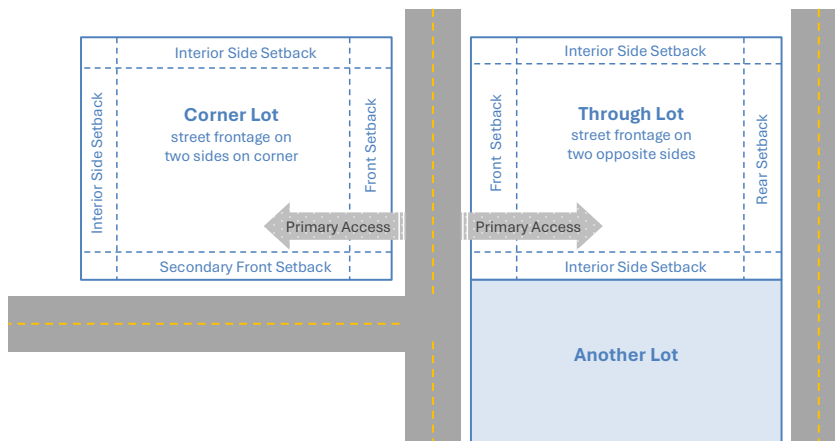 Interior Side Setback
Interior Side Setback
Corner Lot
street frontage on
two sides on corner
Front Setback
Primary Access
Secondary Front Setback
Interior Side Setback
Front Setback
Through Lot
street frontage on
two opposite sides
Rear Setback
Primary Access
Interior Side Setback
Another Lot